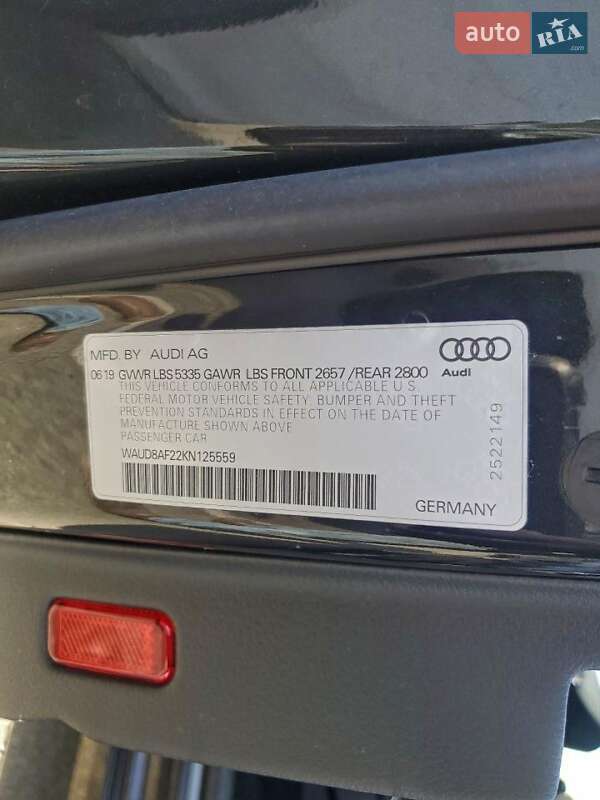 auto RIA .com
MFD. BY AUDI AG
Audi
06 19 GVWR LBS 5335 GAWR LBS FRONT 2657 /REAR 2800
THIS VEHICLE CONFORMS TO ALL APPLICABLE U S
FEDERAL MOTOR VEHICLE SAFETY, BUMPER AND THEFT
PREVENTION STANDARDS IN EFFECT ON THE DATE OF
MANUFACTURE SHOWN ABOVE
PASSENGER CAR
WAUD8AF22KN125559
2522149
GERMANY